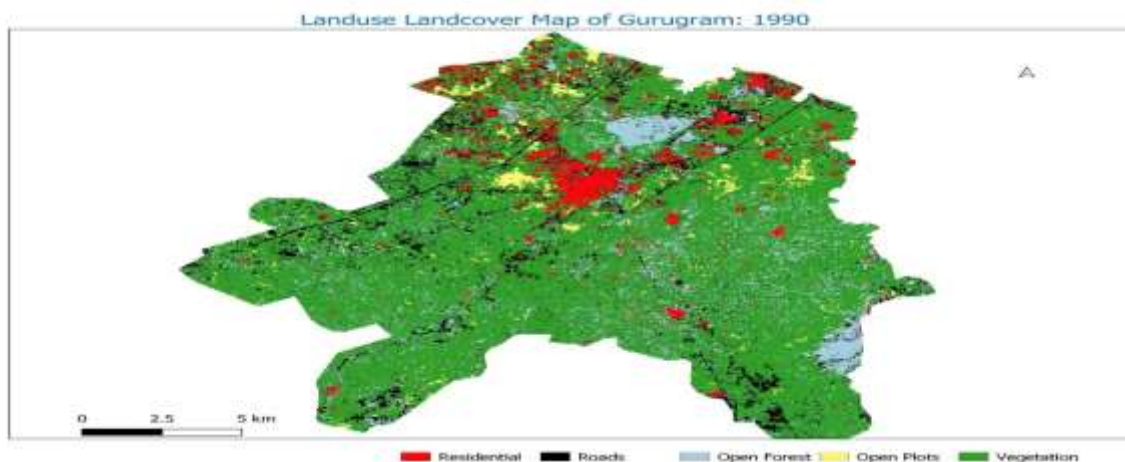 Landuse Landcover Map of Gurugram: 1990
0 2.5 5 km
Residential Roads Open Forest Open Plots Vegetation